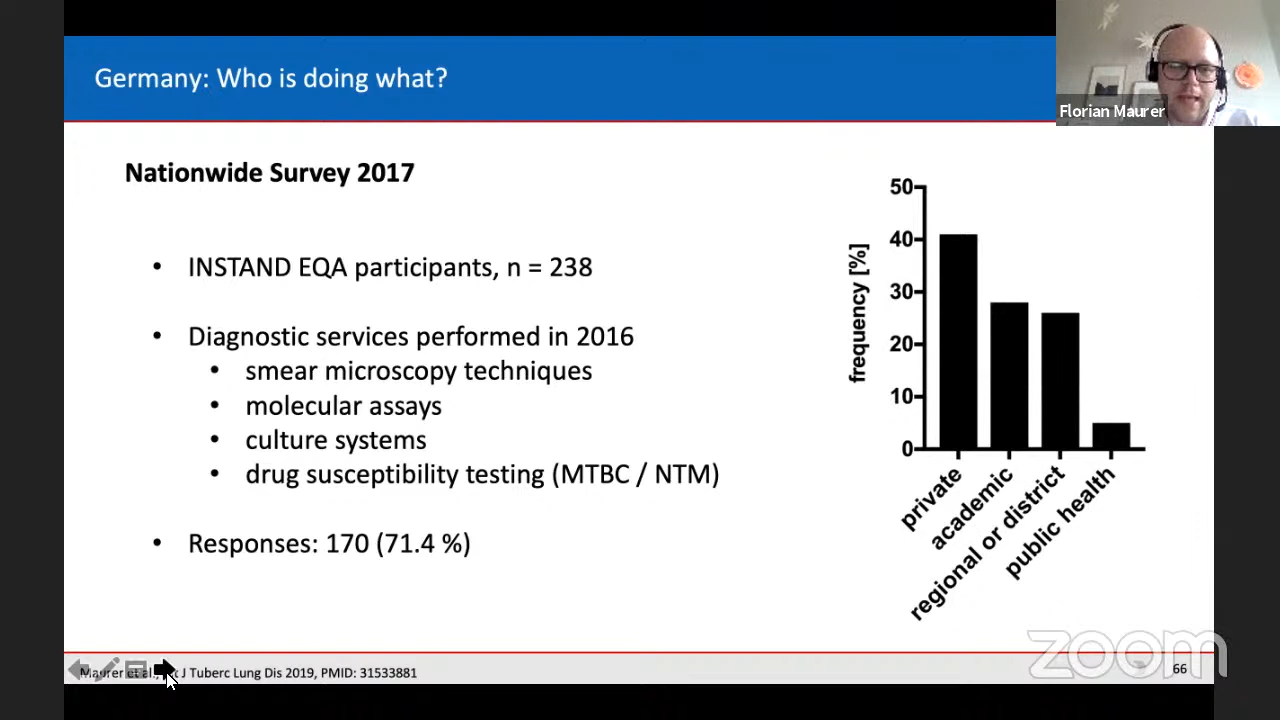 Germany: Who is doing what?
Florian Maurer
Nationwide Survey 2017
• INSTAND EQA participants, n = 238
• Diagnostic services performed in 2016
• smear microscopy techniques
• molecular assays
• culture systems
• drug susceptibility testing (MTBC / NTM)
• Responses: 170 (71.4 %)
frequency [%]
50
40
30
20
10
0
private
academic
regional or district
public health
Maurer et al., J Tuberc Lung Dis 2019, PMID: 31533881
66
zoom